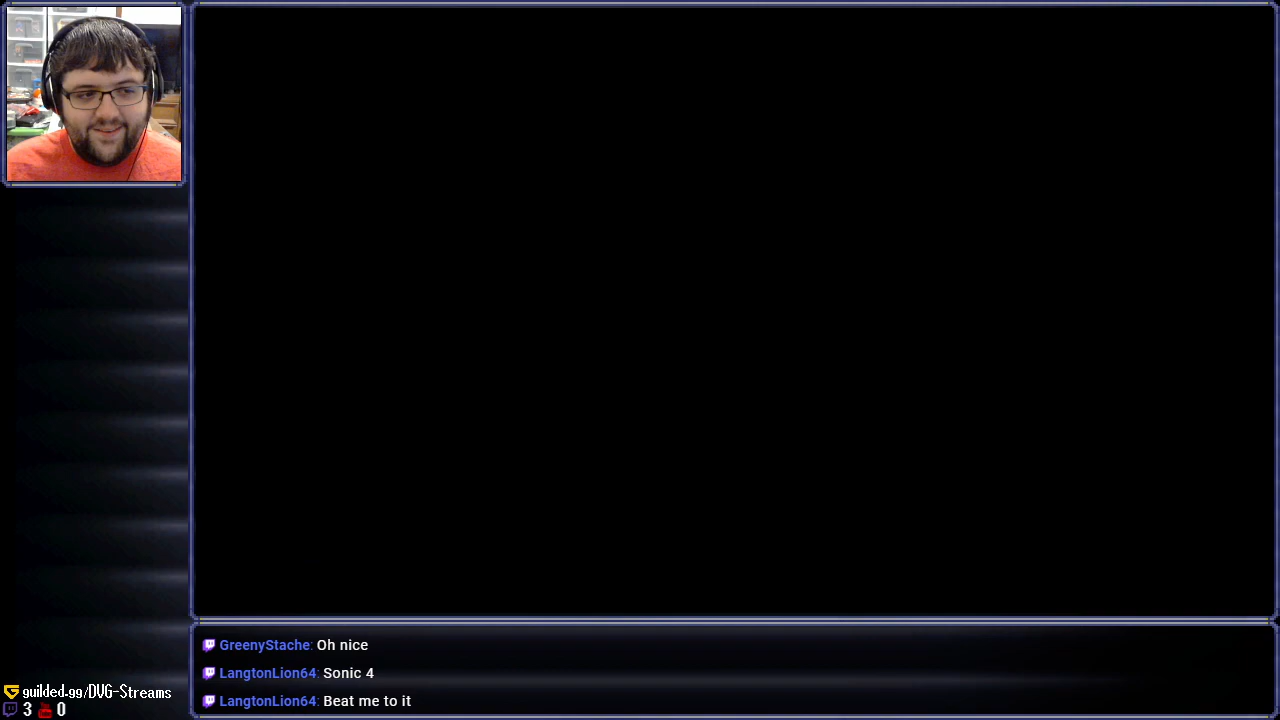 GreenyStache: Oh nice
LangtonLion64: Sonic 4
LangtonLion64: Beat me to it
guilded.gg/DVG-Streams
3 0